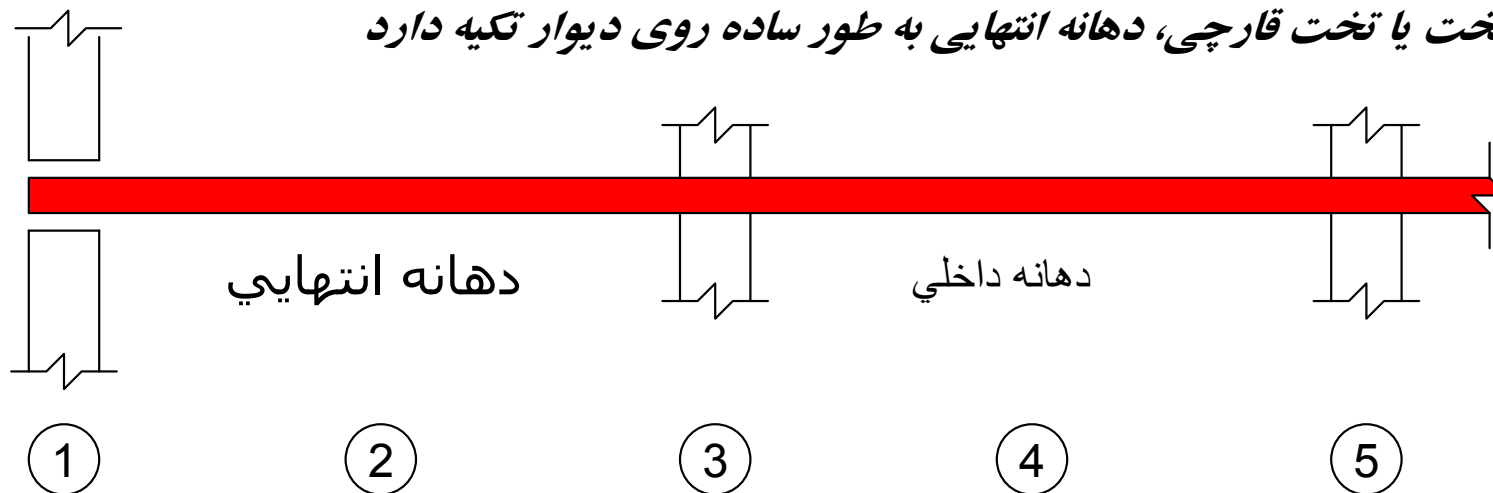 یا تخت قارچی، دهانه انتهایی به طور ساده روی دیوار تکیه دارد
دهانه انتهايي
دهانه داخلي
1 2 3 4 5